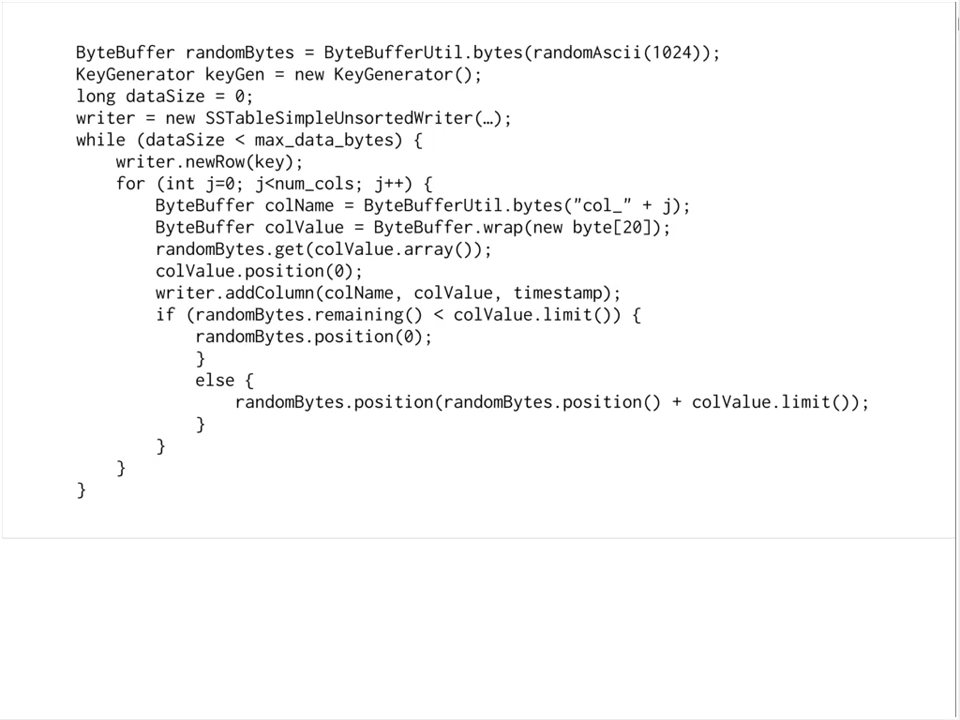 ByteBuffer randomBytes = ByteBufferUtil.bytes(randomAscii(1024));
KeyGenerator keyGen = new KeyGenerator();
long dataSize = 0;
writer = new SSTableSimpleUnsortedWriter(…);
while (dataSize < max_data_bytes) {
    writer.newRow(key);
    for (int j=0; j<num_cols; j++) {
        ByteBuffer colName = ByteBufferUtil.bytes("col_" + j);
        ByteBuffer colValue = ByteBuffer.wrap(new byte[20]);
        randomBytes.get(colValue.array());
        colValue.position(0);
        writer.addColumn(colName, colValue, timestamp);
        if (randomBytes.remaining() < colValue.limit()) {
            randomBytes.position(0);
            }
            else {
                randomBytes.position(randomBytes.position() + colValue.limit());
            }
        }
    }
}